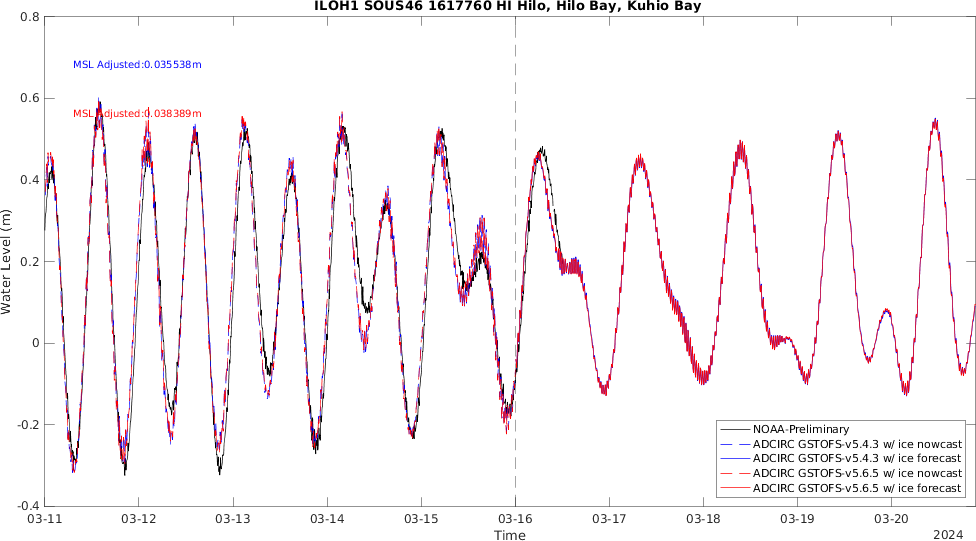 ILOH1 SOUS46 1617760 HI Hilo, Hilo Bay, Kuhio Bay
0.8
MSL Adjusted:0.035538m
0.6
MSL Adjusted:0.038389m
0.4
0.2
0
-0.2
-0.4
Water Level (m)
NOAA-Preliminary
ADCIRC GSTOFS-v5.4.3 w/ ice nowcast
ADCIRC GSTOFS-v5.4.3 w/ ice forecast
ADCIRC GSTOFS-v5.6.5 w/ ice nowcast
ADCIRC GSTOFS-v5.6.5 w/ ice forecast
03-11 03-12 03-13 03-14 03-15 03-16 03-17 03-18 03-19 03-20
Time
2024